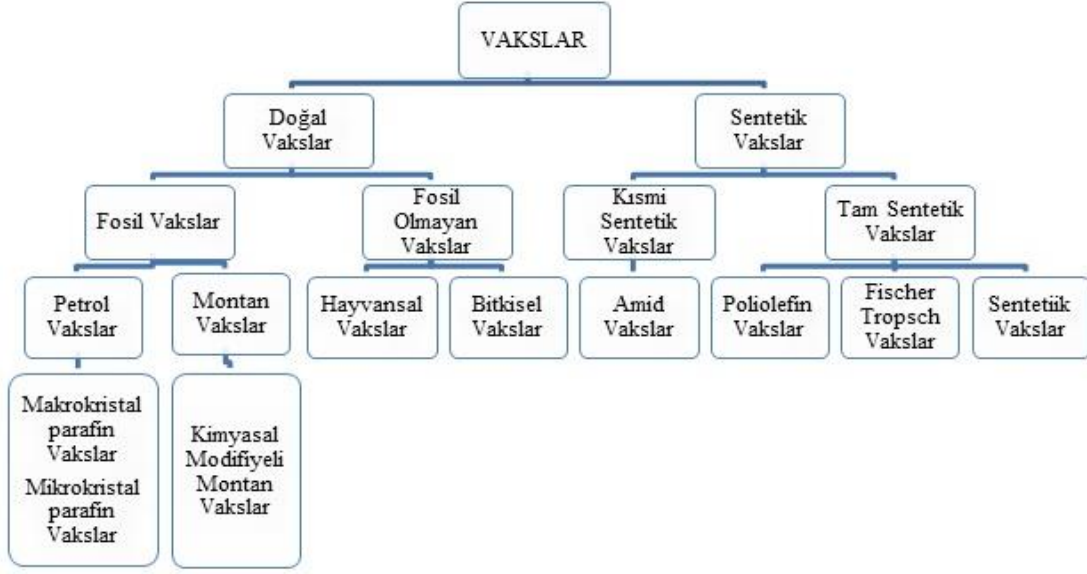 VAKSLAR
Doğal
Vakslar
Sentetik
Vakslar
Fosil Vakslar
Fosil
Olmayan
Vakslar
Kısmi
Sentetik
Vakslar
Tam Sentetik
Vakslar
Petrol
Vakslar
Montan
Vakslar
Hayvansal
Vakslar
Bitkisel
Vakslar
Amid
Vakslar
Poliolefin
Vakslar
Fischer
Tropsch
Vakslar
Sentetiik
Vakslar
Makrokristal
parafin
Vakslar
Mikrokristal
parafin
Vakslar
Kimyasal
Modifiyeli
Montan
Vakslar